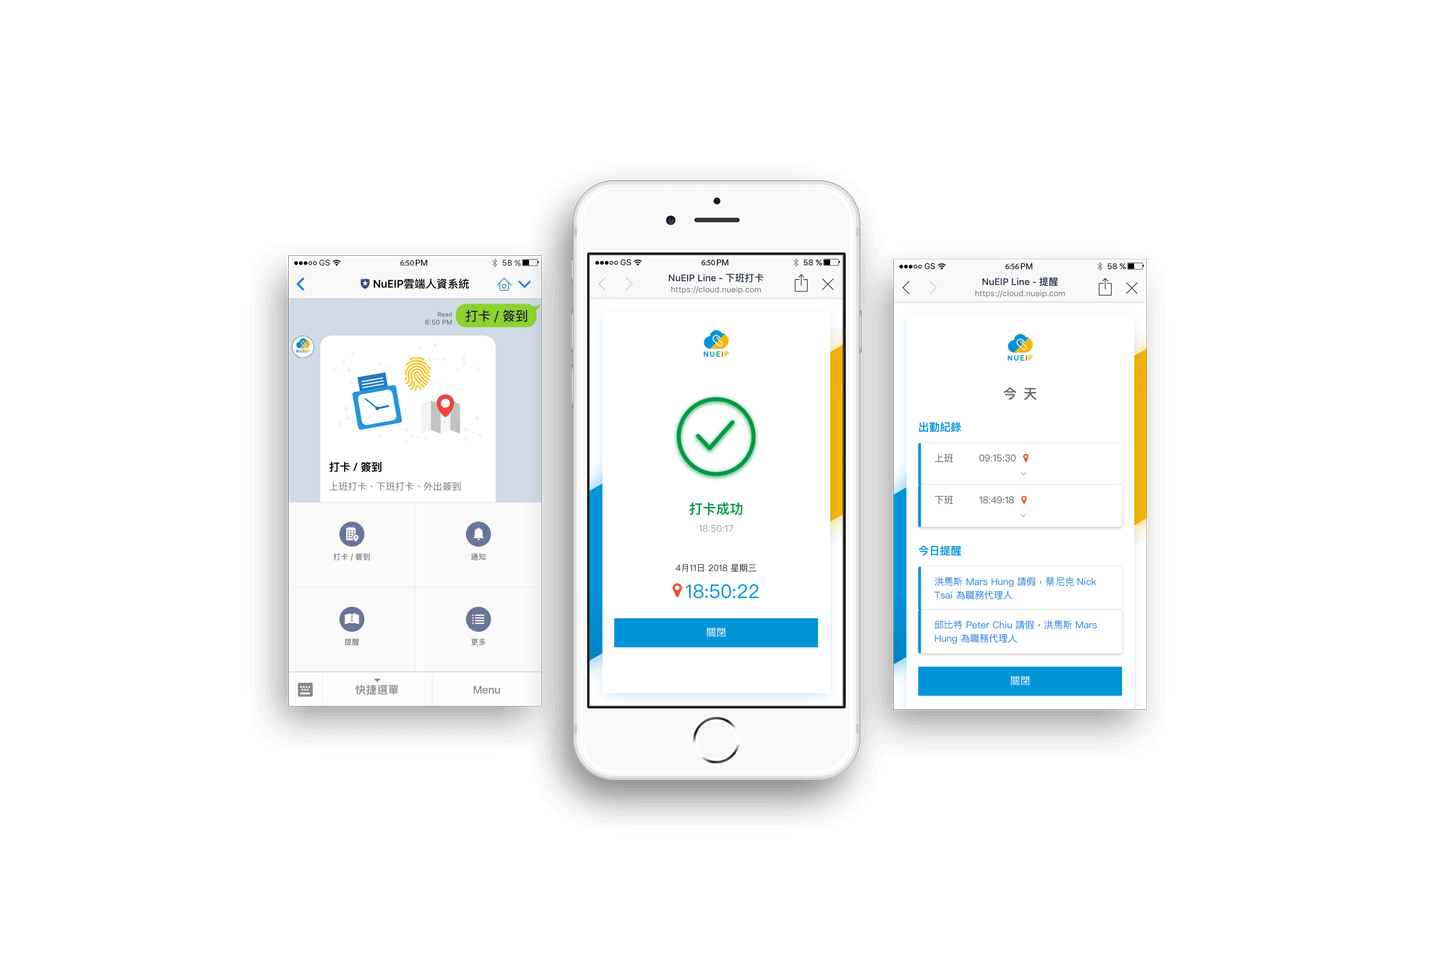 GS
6:50PM
58 %
NuEIP雲端人資系統
Read
6:50 PM
打卡 / 簽到
NUEiP
打卡 / 簽到
上班打卡、下班打卡、外出簽到
打卡 / 簽到
通知
提醒
更多
快捷選單
Menu
GS
6:50PM
58 %
NuEIP Line - 下班打卡
https://cloud.nueip.com
NUEiP
打卡成功
18:50:17
4月11日 2018 星期三
18:50:22
關閉
GS
6:56PM
58 %
NuEIP Line - 提醒
https://cloud.nueip.com
NUEiP
今 天
出勤紀錄
上班 09:15:30
下班 18:49:18
今日提醒
洪馬斯 Mars Hung 請假，蔡尼克 Nick
Tsai 為職務代理人
邱比特 Peter Chiu 請假，洪馬斯 Mars
Hung 為職務代理人
關閉